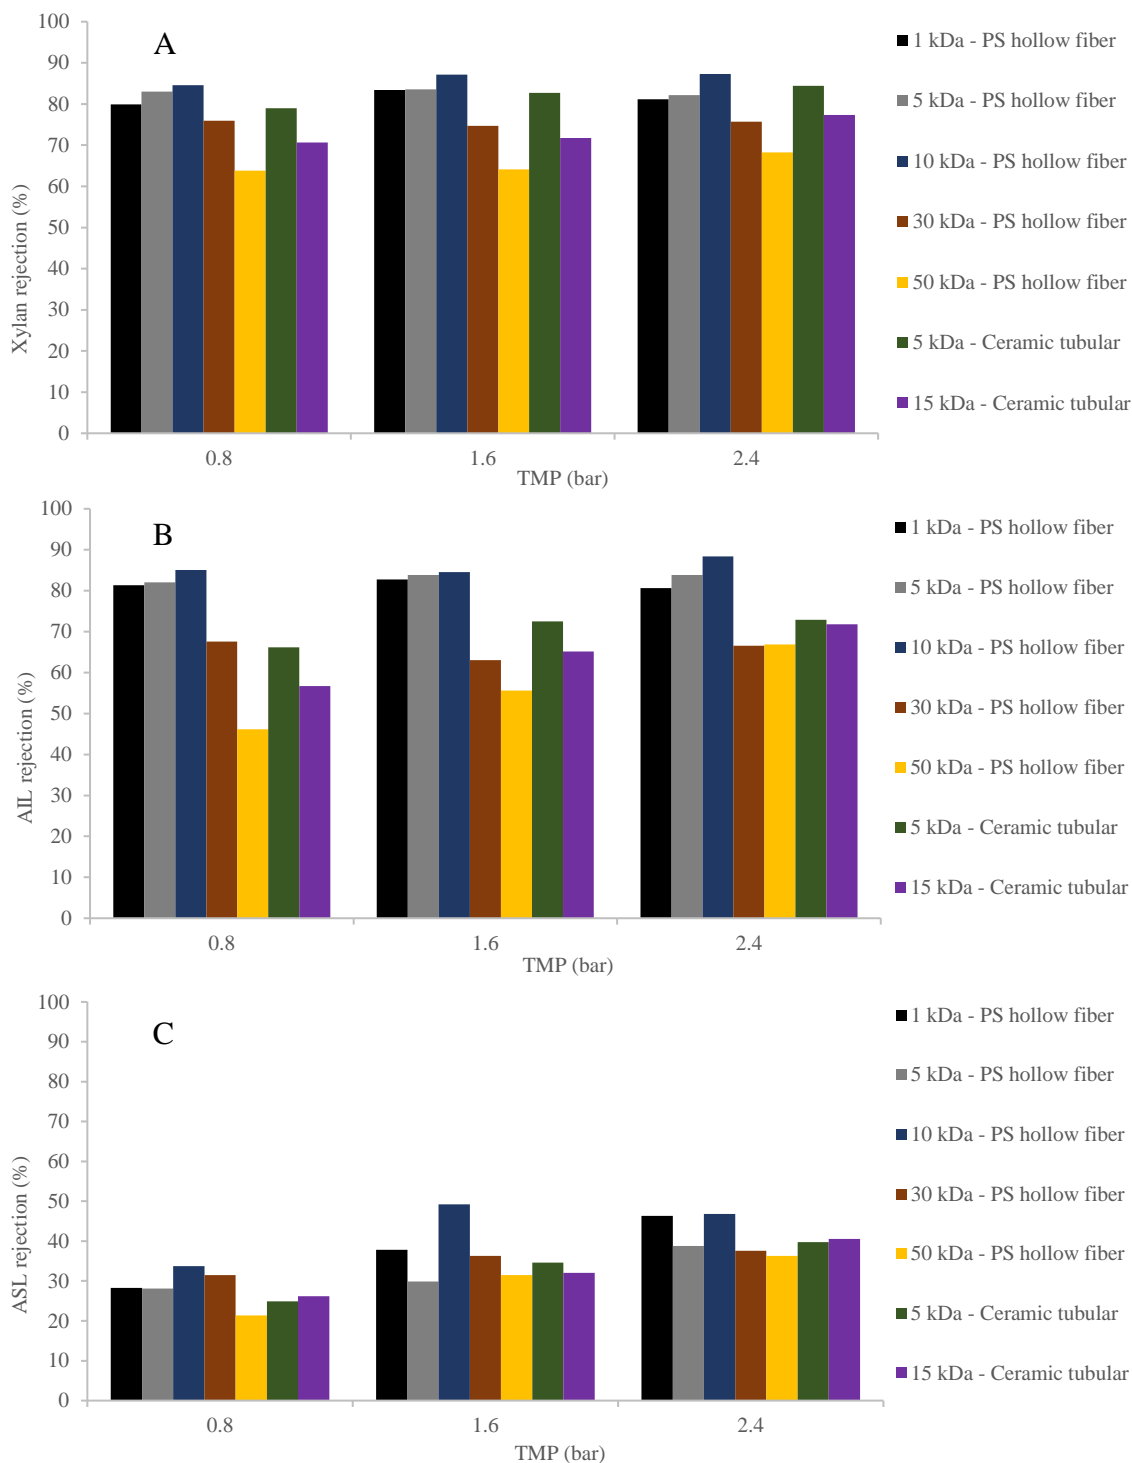 A
Xylan rejection (%)
100
90
80
70
60
50
40
30
20
10
0
0.8
1.6
2.4
TMP (bar)
1 kDa - PS hollow fiber
5 kDa - PS hollow fiber
10 kDa - PS hollow fiber
30 kDa - PS hollow fiber
50 kDa - PS hollow fiber
5 kDa - Ceramic tubular
15 kDa - Ceramic tubular
B
AIL rejection (%)
100
90
80
70
60
50
40
30
20
10
0
0.8
1.6
2.4
TMP (bar)
1 kDa - PS hollow fiber
5 kDa - PS hollow fiber
10 kDa - PS hollow fiber
30 kDa - PS hollow fiber
50 kDa - PS hollow fiber
5 kDa - Ceramic tubular
15 kDa - Ceramic tubular
C
ASL rejection (%)
100
90
80
70
60
50
40
30
20
10
0
0.8
1.6
2.4
TMP (bar)
1 kDa - PS hollow fiber
5 kDa - PS hollow fiber
10 kDa - PS hollow fiber
30 kDa - PS hollow fiber
50 kDa - PS hollow fiber
5 kDa - Ceramic tubular
15 kDa - Ceramic tubular